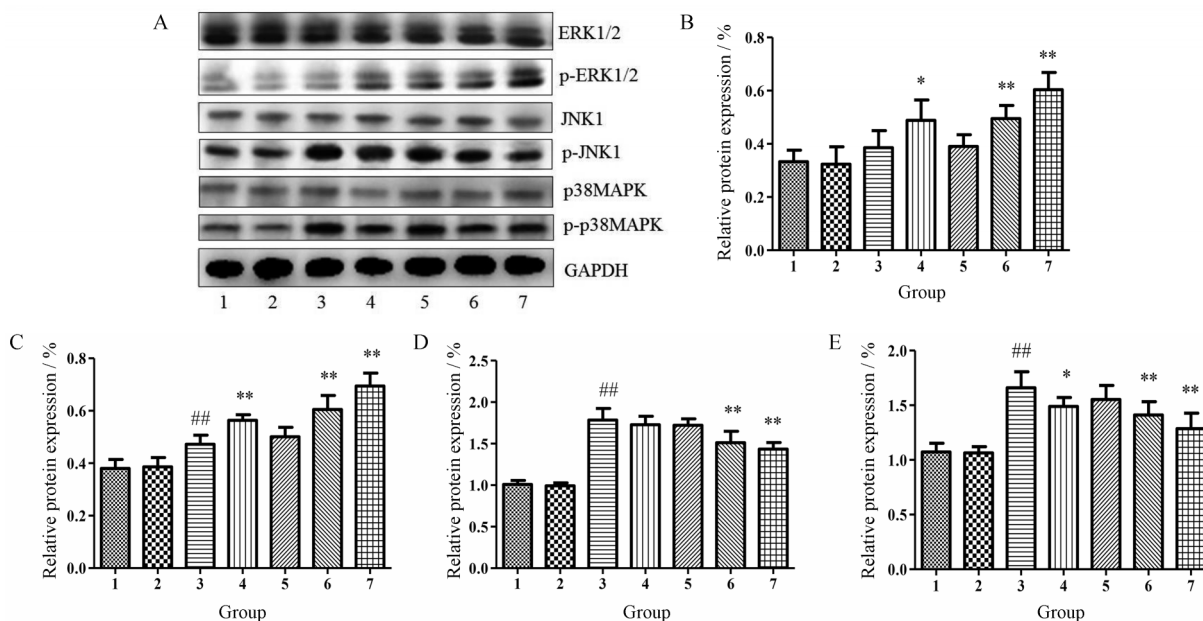 A
ERK1/2
p-ERK1/2
JNK1
p-JNK1
p38MAPK
p-p38MAPK
GAPDH
1 2 3 4 5 6 7
B
Relative protein expression / %
0.8
0.6
0.4
0.2
0.0
* ** **
1 2 3 4 5 6 7
Group
C
Relative protein expression / %
0.8
0.6
0.4
0.2
0.0
## ** ** **
1 2 3 4 5 6 7
Group
D
Relative protein expression / %
2.5
2.0
1.5
1.0
0.5
0.0
## ** **
1 2 3 4 5 6 7
Group
E
Relative protein expression / %
2.0
1.5
1.0
0.5
0.0
## * ** **
1 2 3 4 5 6 7
Group